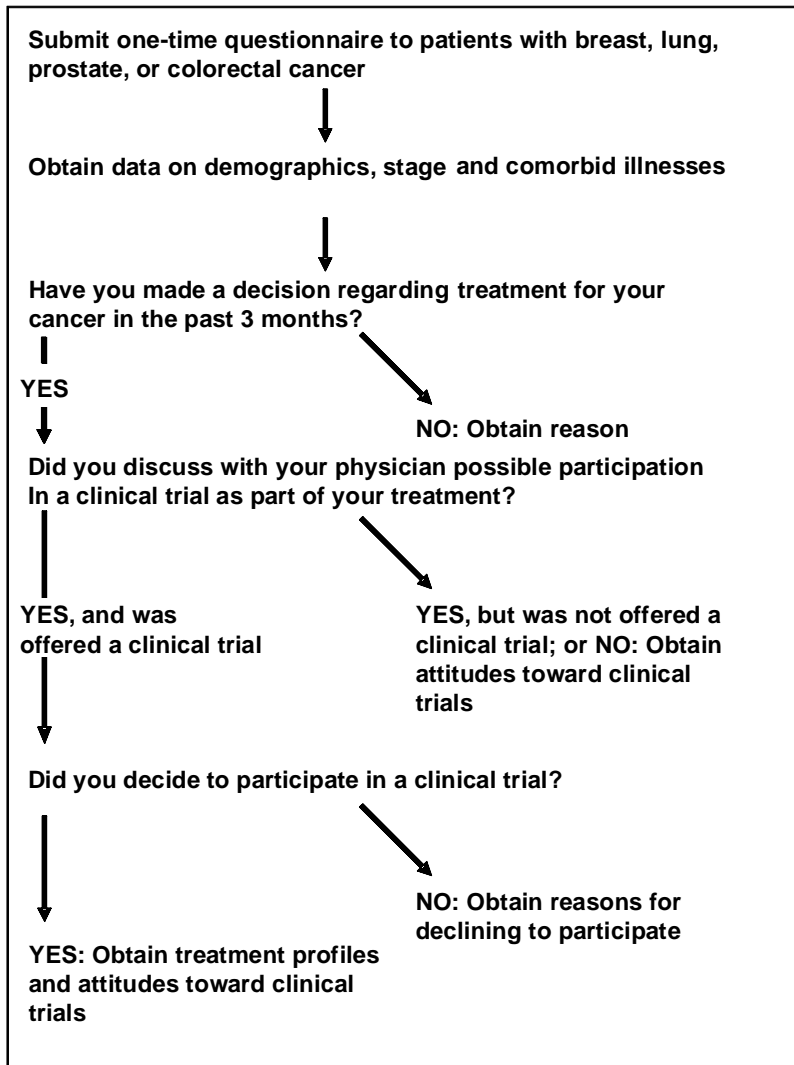 Submit one-time questionnaire to patients with breast, lung,
prostate, or colorectal cancer
Obtain data on demographics, stage and comorbid illnesses
Have you made a decision regarding treatment for your
cancer in the past 3 months?
YES
NO: Obtain reason
Did you discuss with your physician possible participation
In a clinical trial as part of your treatment?
YES, and was
offered a clinical trial
YES, but was not offered a
clinical trial; or NO: Obtain
attitudes toward clinical
trials
Did you decide to participate in a clinical trial?
NO: Obtain reasons for
declining to participate
YES: Obtain treatment profiles
and attitudes toward clinical
trials